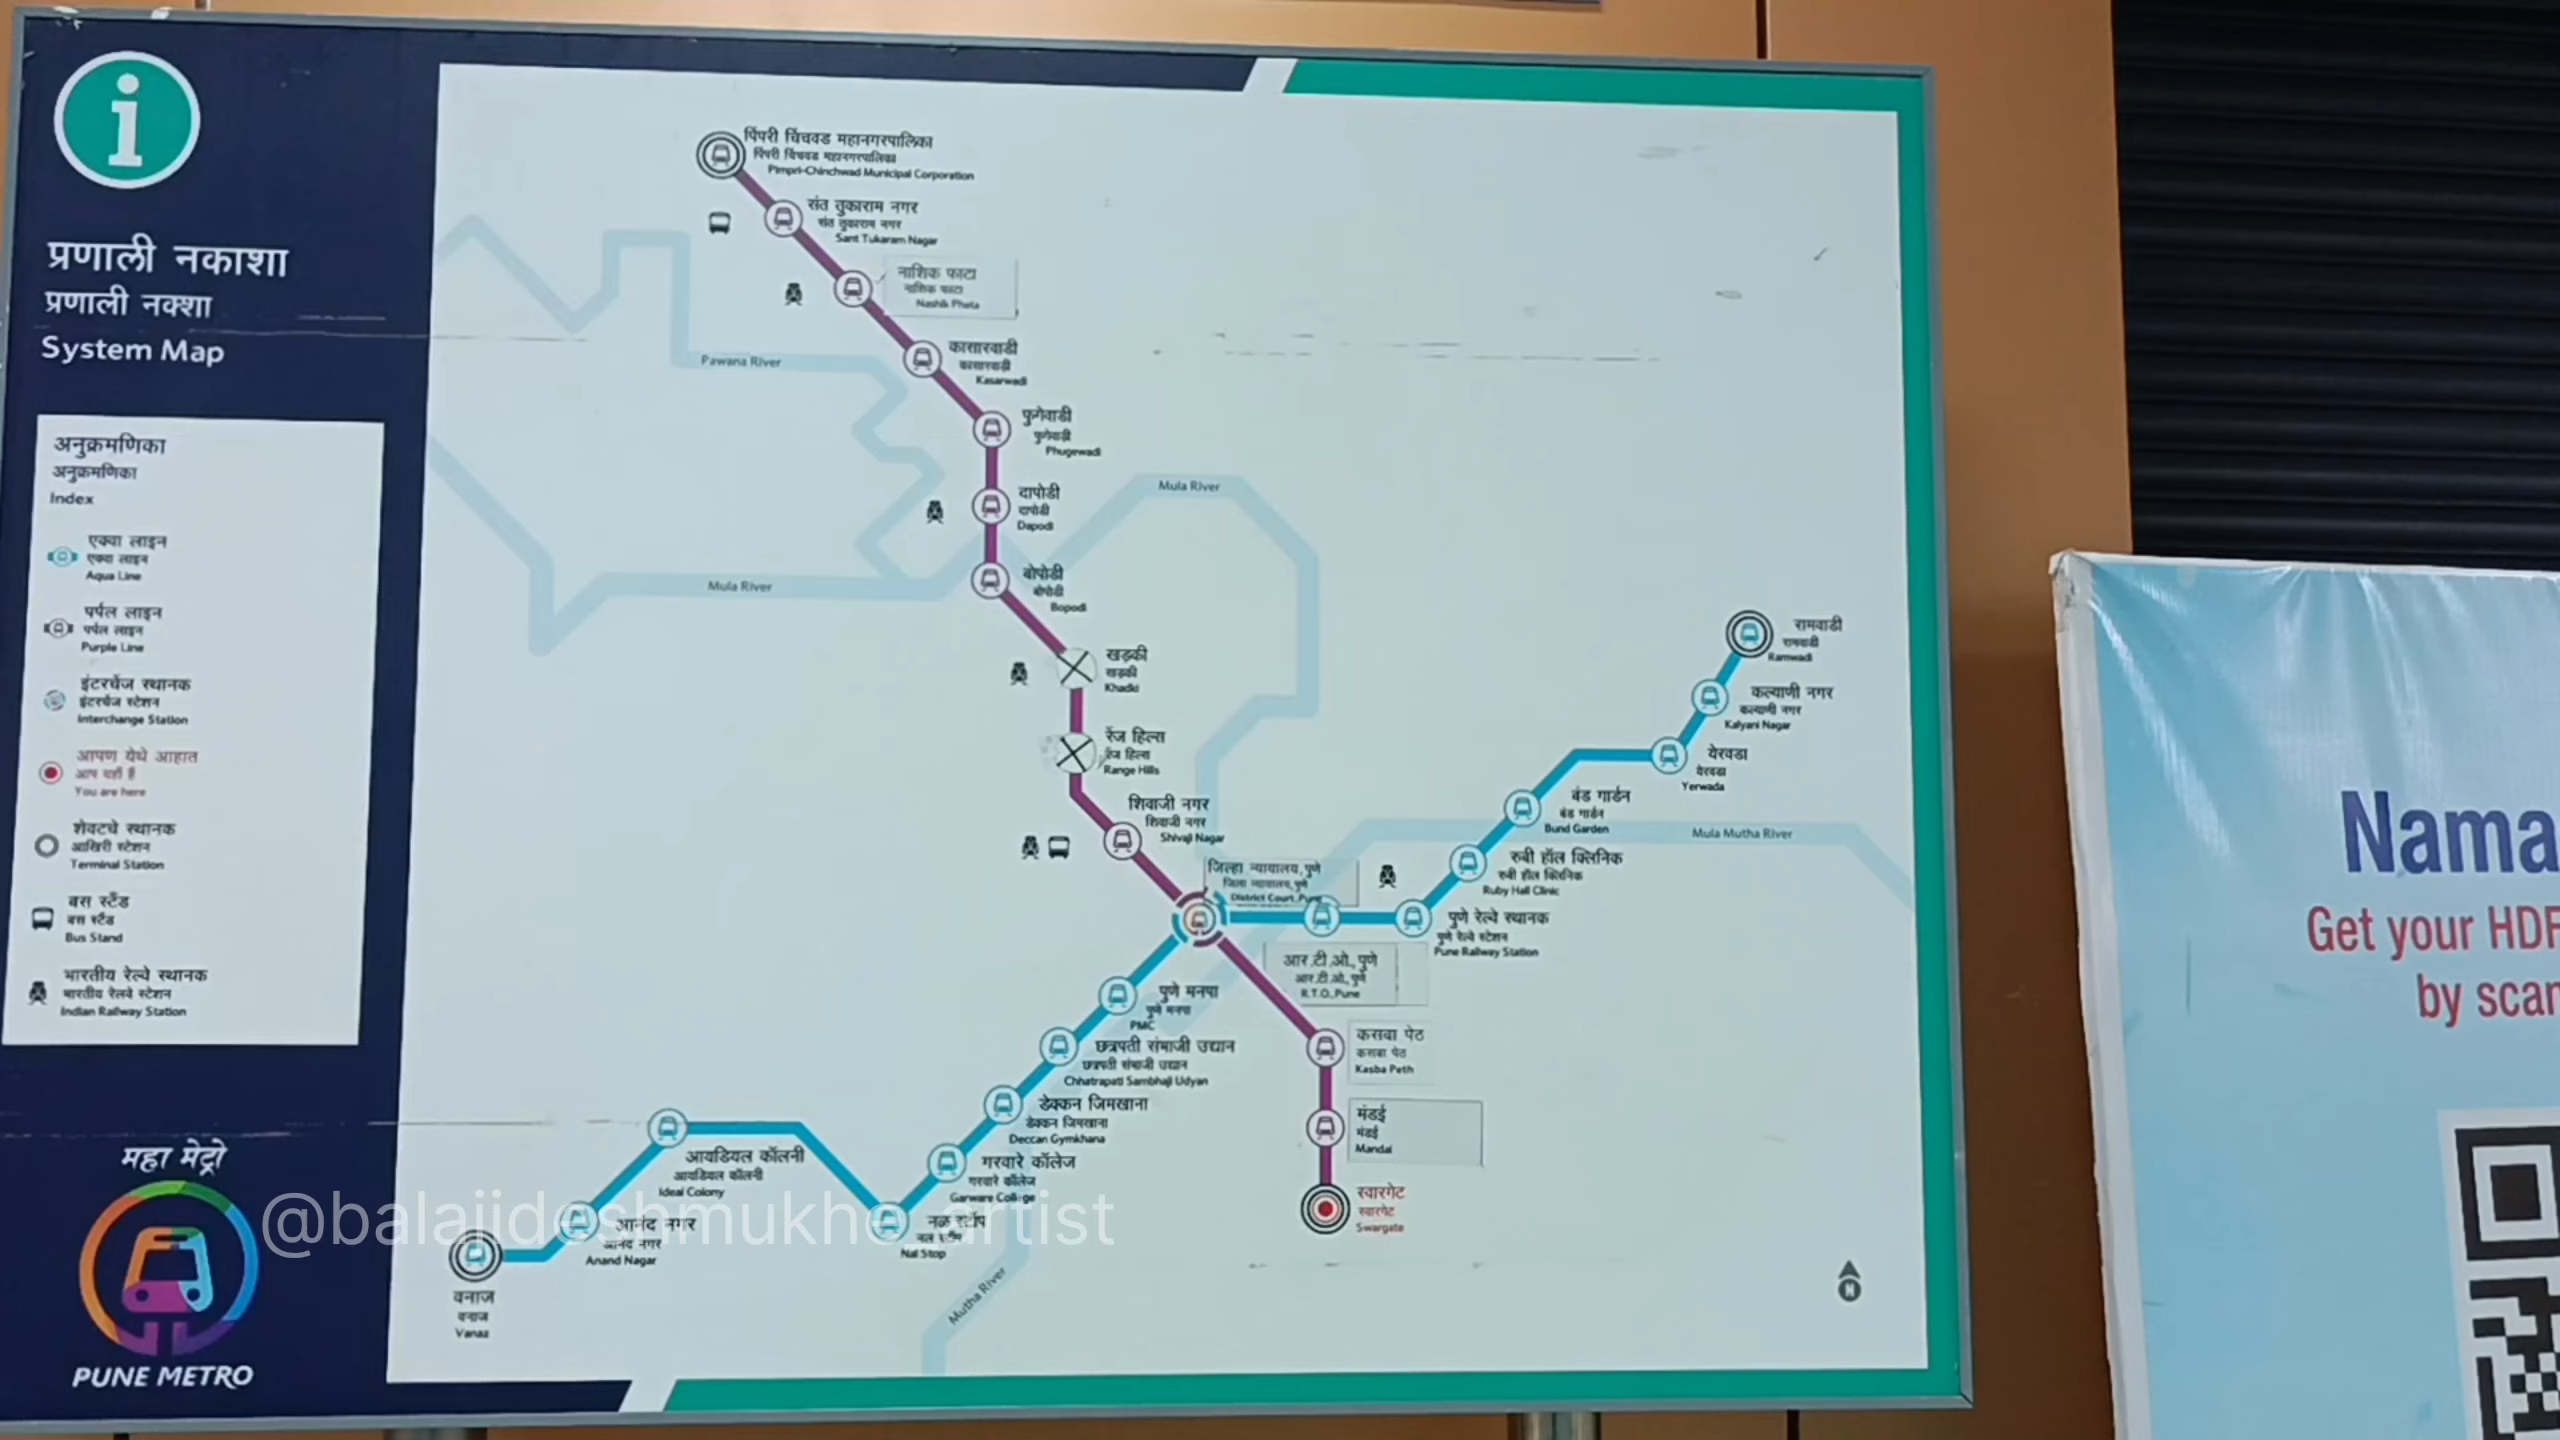 प्रणाली नकाशा
प्रणाली नक्शा
System Map
अनुक्रमणिका
अनुक्रमणिका
Index
एक्वा लाइन
एक्वा लाइन
Aqua Line
पर्पल लाइन
पर्पल लाइन
Purple Line
इंटरचेंज स्थानक
इंटरचेंज स्टेशन
Interchange Station
आपण येथे आहात
आप यहाँ हैं
You are here
शेवटचे स्थानक
आखिरी स्टेशन
Terminal Station
बस स्टँड
बस स्टैंड
Bus Stand
भारतीय रेल्वे स्थानक
भारतीय रेलवे स्टेशन
Indian Railway Station
महा मेट्रो
PUNE METRO
पिंपरी चिंचवड महानगरपालिका
पिंपरी चिंचवड महानगरपालिका
Pimpri-Chinchwad Municipal Corporation
संत तुकाराम नगर
संत तुकाराम नगर
Sant Tukaram Nagar
नाशिक फाटा
नाशिक फाटा
Nashik Phata
कासारवाडी
कासारवाडी
Kasarwadi
Pawana River
फुगेवाडी
फुगेवाडी
Phugewadi
दापोडी
दापोडी
Dapodi
Mula River
बोपोडी
बोपोडी
Bopodi
Mula River
खड़की
खड़की
Khadki
रेंज हिल्स
रेंज हिल्स
Range Hills
शिवाजी नगर
शिवाजी नगर
Shivaji Nagar
जिल्हा न्यायालय, पुणे
जिला न्यायालय, पुणे
District Court, Pune
रामवाडी
रामवाडी
Ramwadi
कल्याणी नगर
कल्याणी नगर
Kalyani Nagar
येरवडा
येरवडा
Yerwada
बंड गार्डन
बंड गार्डन
Bund Garden
Mula Mutha River
रुबी हॉल क्लिनिक
रुबी हॉल क्लिनिक
Ruby Hall Clinic
पुणे रेल्वे स्थानक
पुणे रेल्वे स्टेशन
Pune Railway Station
आर.टी.ओ., पुणे
आर.टी.ओ., पुणे
R.T.O., Pune
पुणे मनपा
पुणे मनपा
PMC
छत्रपती संभाजी उद्यान
छत्रपती संभाजी उद्यान
Chhatrapati Sambhaji Udyan
डेक्कन जिमखाना
डेक्कन जिमखाना
Deccan Gymkhana
गरवारे कॉलेज
गरवारे कॉलेज
Garware College
नळ स्टॉप
नल स्टॉप
Nal Stop
आयडियल कॉलनी
आयडियल कॉलनी
Ideal Colony
आनंद नगर
आनंद नगर
Anand Nagar
वनाज
वनाज
Vanaz
कसबा पेठ
कसबा पेठ
Kasba Peth
मंडई
मंडई
Mandai
स्वारगेट
स्वारगेट
Swargate
Mutha River
N
@balajideshmukhe_artist
Nama
Get your HDF
by scan